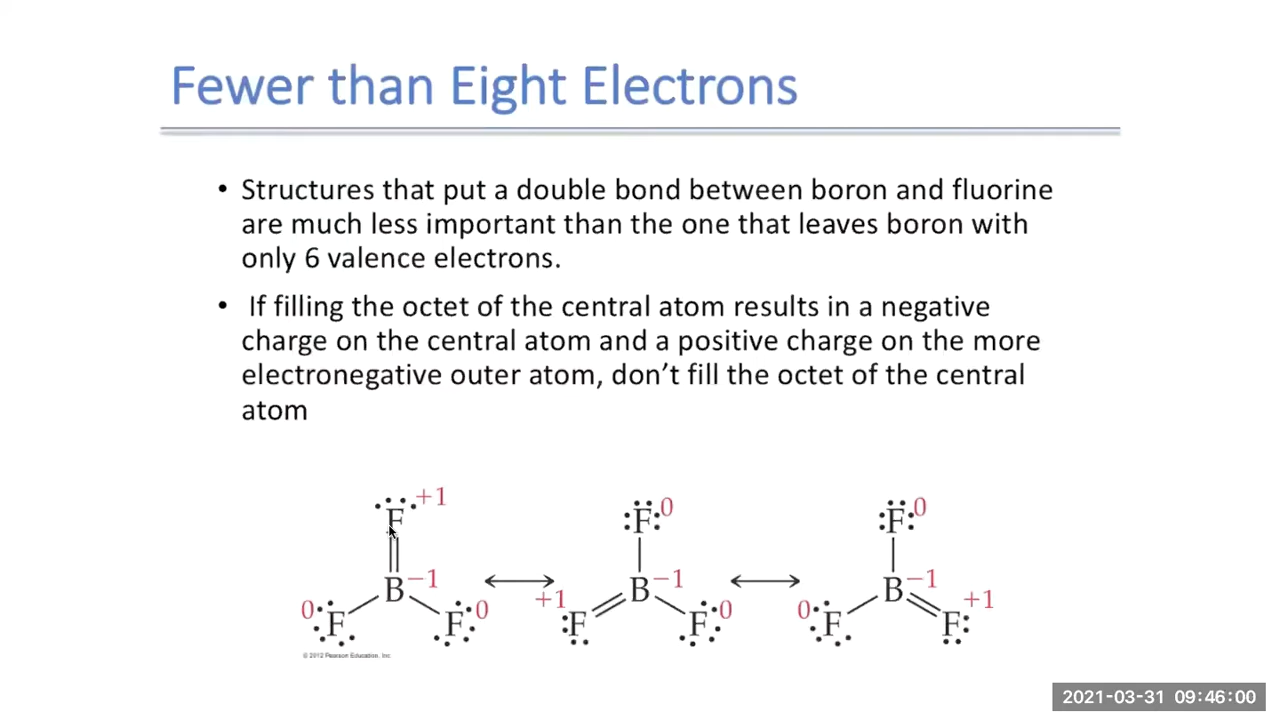 Fewer than Eight Electrons
• Structures that put a double bond between boron and fluorine
are much less important than the one that leaves boron with
only 6 valence electrons.
• If filling the octet of the central atom results in a negative
charge on the central atom and a positive charge on the more
electronegative outer atom, don’t fill the octet of the central
atom
F +1
B −1
0 F F 0
F 0
B −1
+1 F F 0
F 0
B −1
0 F F +1
© 2012 Pearson Education, Inc
2021-03-31 09:46:00